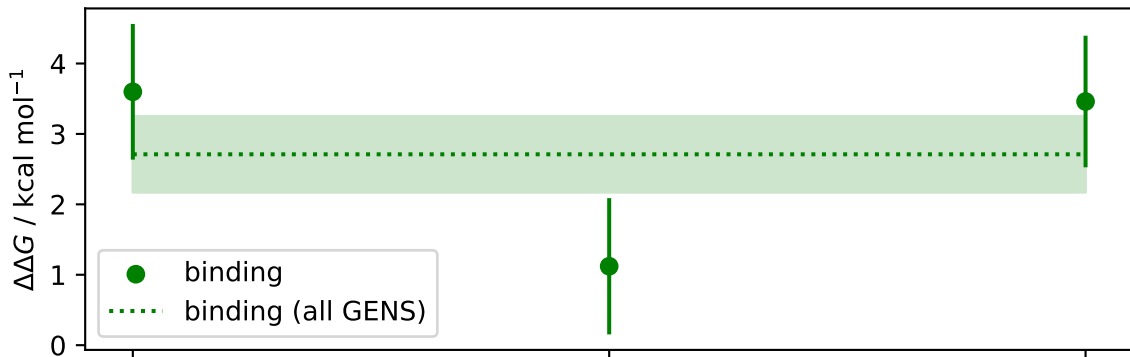 ΔΔG / kcal mol⁻¹
4
3
2
1
0
binding
binding (all GENS)